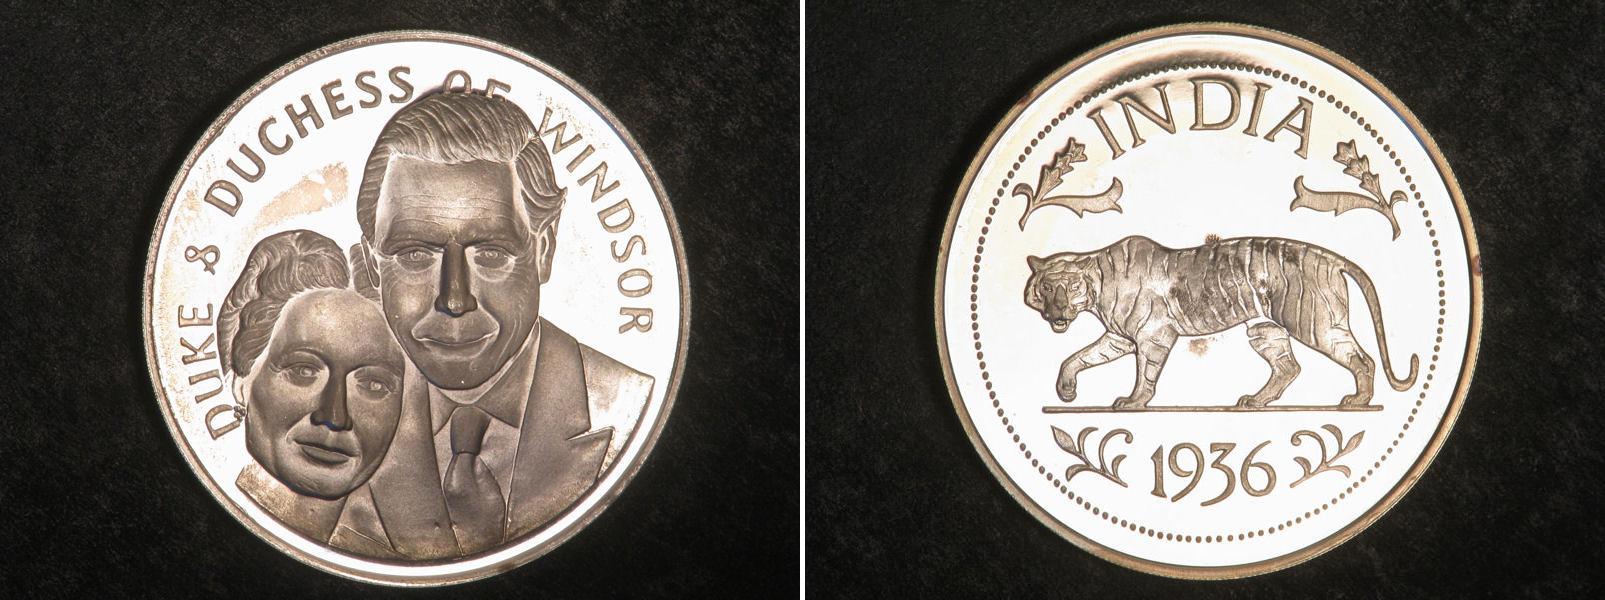 DUKE & DUCHESS OF WINDSOR
INDIA
1936